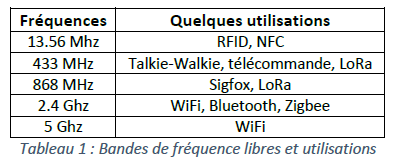 Fréquences Quelques utilisations
13.56 Mhz RFID, NFC
433 MHz Talkie-Walkie, télécommande, LoRa
868 MHz Sigfox, LoRa
2.4 Ghz WiFi, Bluetooth, Zigbee
5 Ghz WiFi
Tableau 1 : Bandes de fréquence libres et utilisations